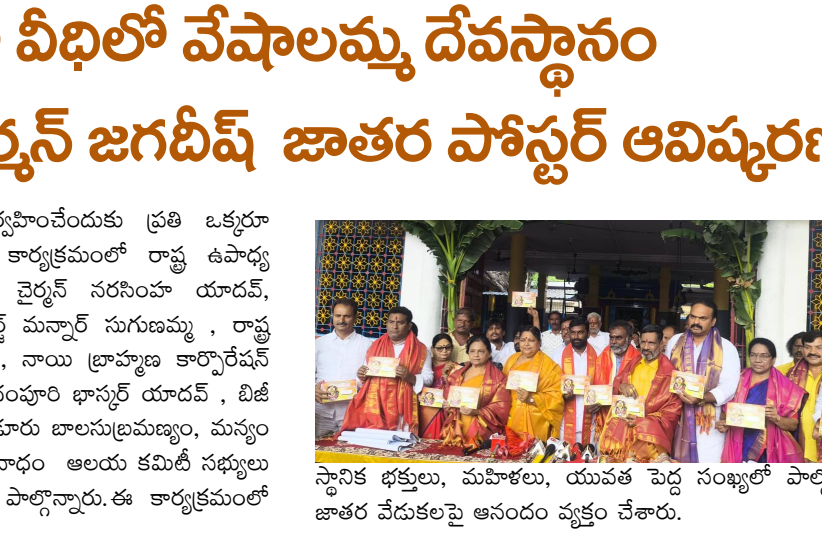 వీధిలో వేషాలమ్మ దేవస్థానం
ర్మన్ జగదీష్ జాతర పోస్టర్ ఆవిష్కరణ
ర్వహించేందుకు ప్రతి ఒక్కరూ
కార్యక్రమంలో రాష్ట్ర ఉపాధ్య
చైర్మన్ నరసింహ యాదవ్,
ర్జ్ మన్నూర్ సుగుణమ్మ , రాష్ట్ర
, నాయి బ్రాహ్మణ కార్పొరేషన్
నంపూరి భాస్కర్ యాదవ్ , బిజీ
డూరు బాలసుబ్రమణ్యం, మన్యం
నాధం ఆలయ కమిటీ సభ్యులు
పాల్గొన్నారు.ఈ కార్యక్రమంలో
స్థానిక భక్తులు, మహిళలు, యువత పెద్ద సంఖ్యలో పాల్గొ
జాతర వేడుకలపై ఆనందం వ్యక్తం చేశారు.